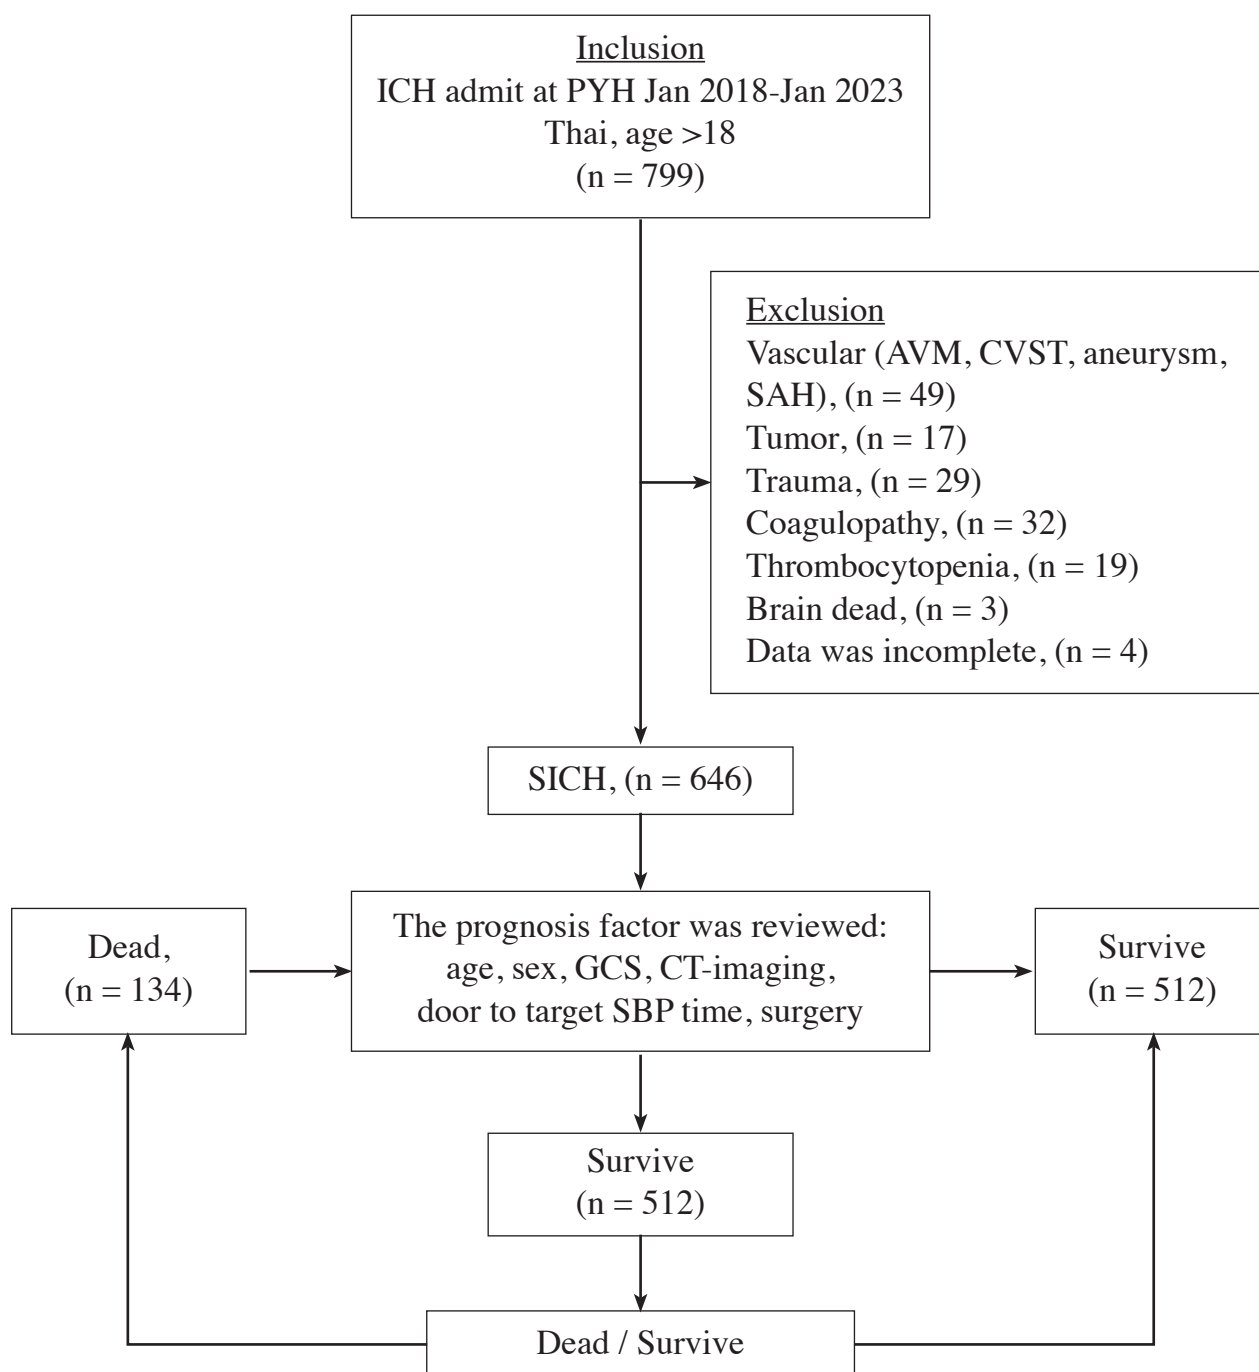 Inclusion
ICH admit at PYH Jan 2018-Jan 2023
Thai, age >18
(n = 799)
Exclusion
Vascular (AVM, CVST, aneurysm,
SAH), (n = 49)
Tumor, (n = 17)
Trauma, (n = 29)
Coagulopathy, (n = 32)
Thrombocytopenia, (n = 19)
Brain dead, (n = 3)
Data was incomplete, (n = 4)
SICH, (n = 646)
Dead,
(n = 134)
The prognosis factor was reviewed:
age, sex, GCS, CT-imaging,
door to target SBP time, surgery
Survive
(n = 512)
Survive
(n = 512)
Dead / Survive